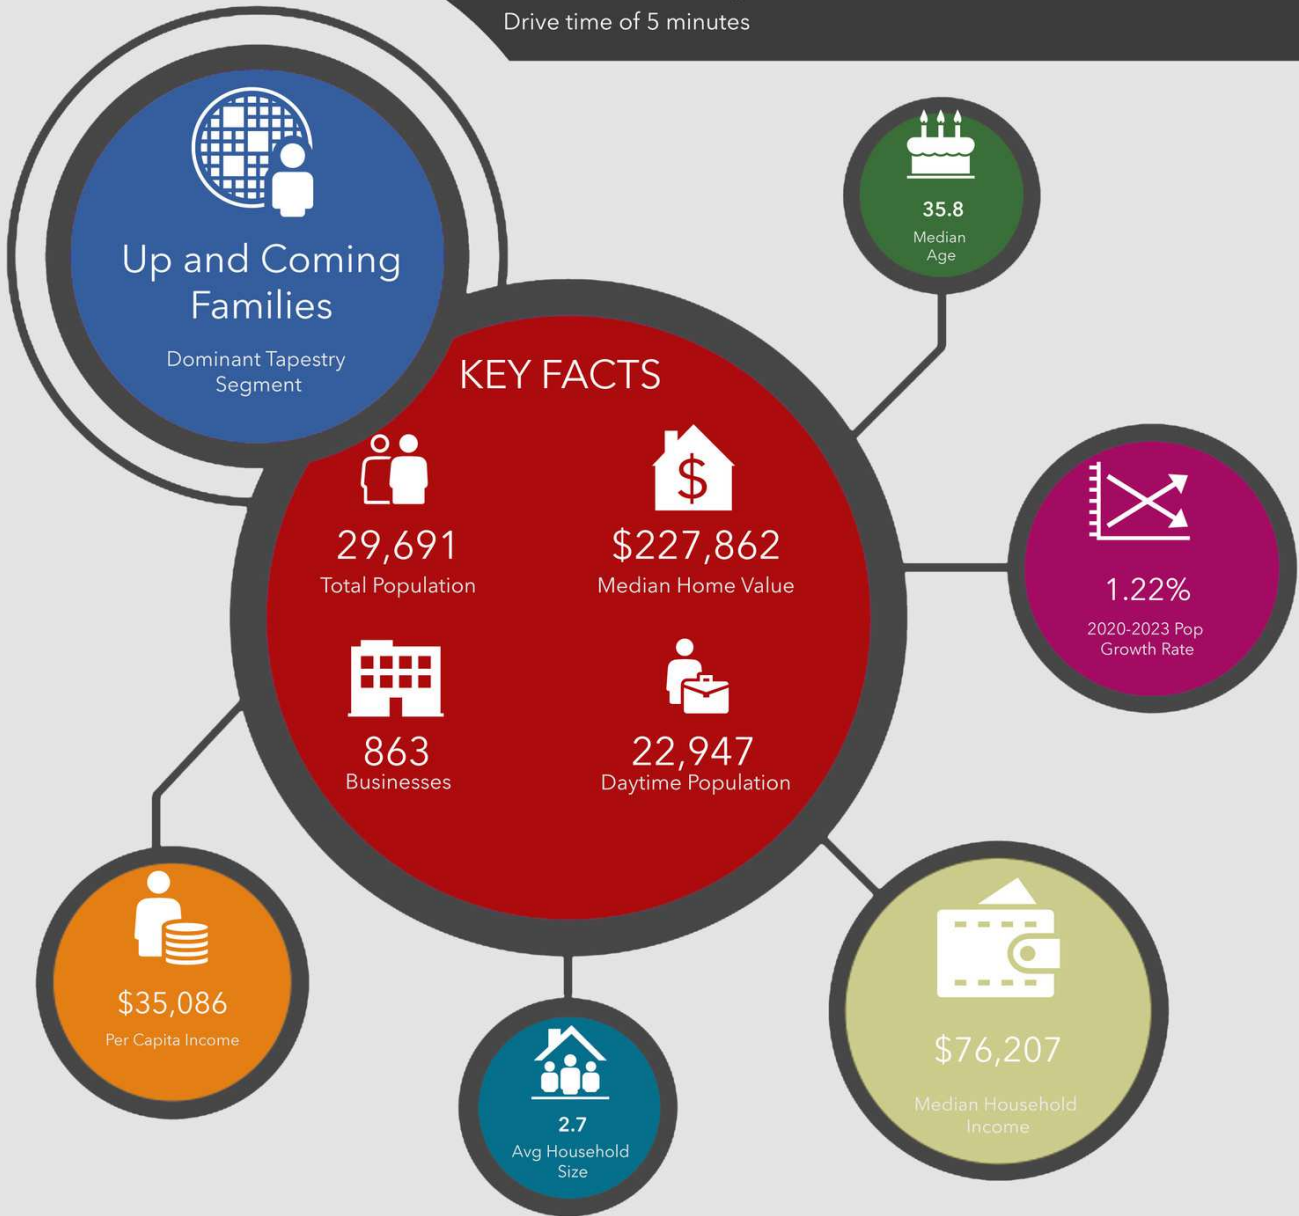 Drive time of 5 minutes
Up and Coming
Families
Dominant Tapestry
Segment
35.8
Median
Age
KEY FACTS
29,691
Total Population
$227,862
Median Home Value
1.22%
2020-2023 Pop
Growth Rate
863
Businesses
22,947
Daytime Population
$35,086
Per Capita Income
2.7
Avg Household
Size
$76,207
Median Household
Income